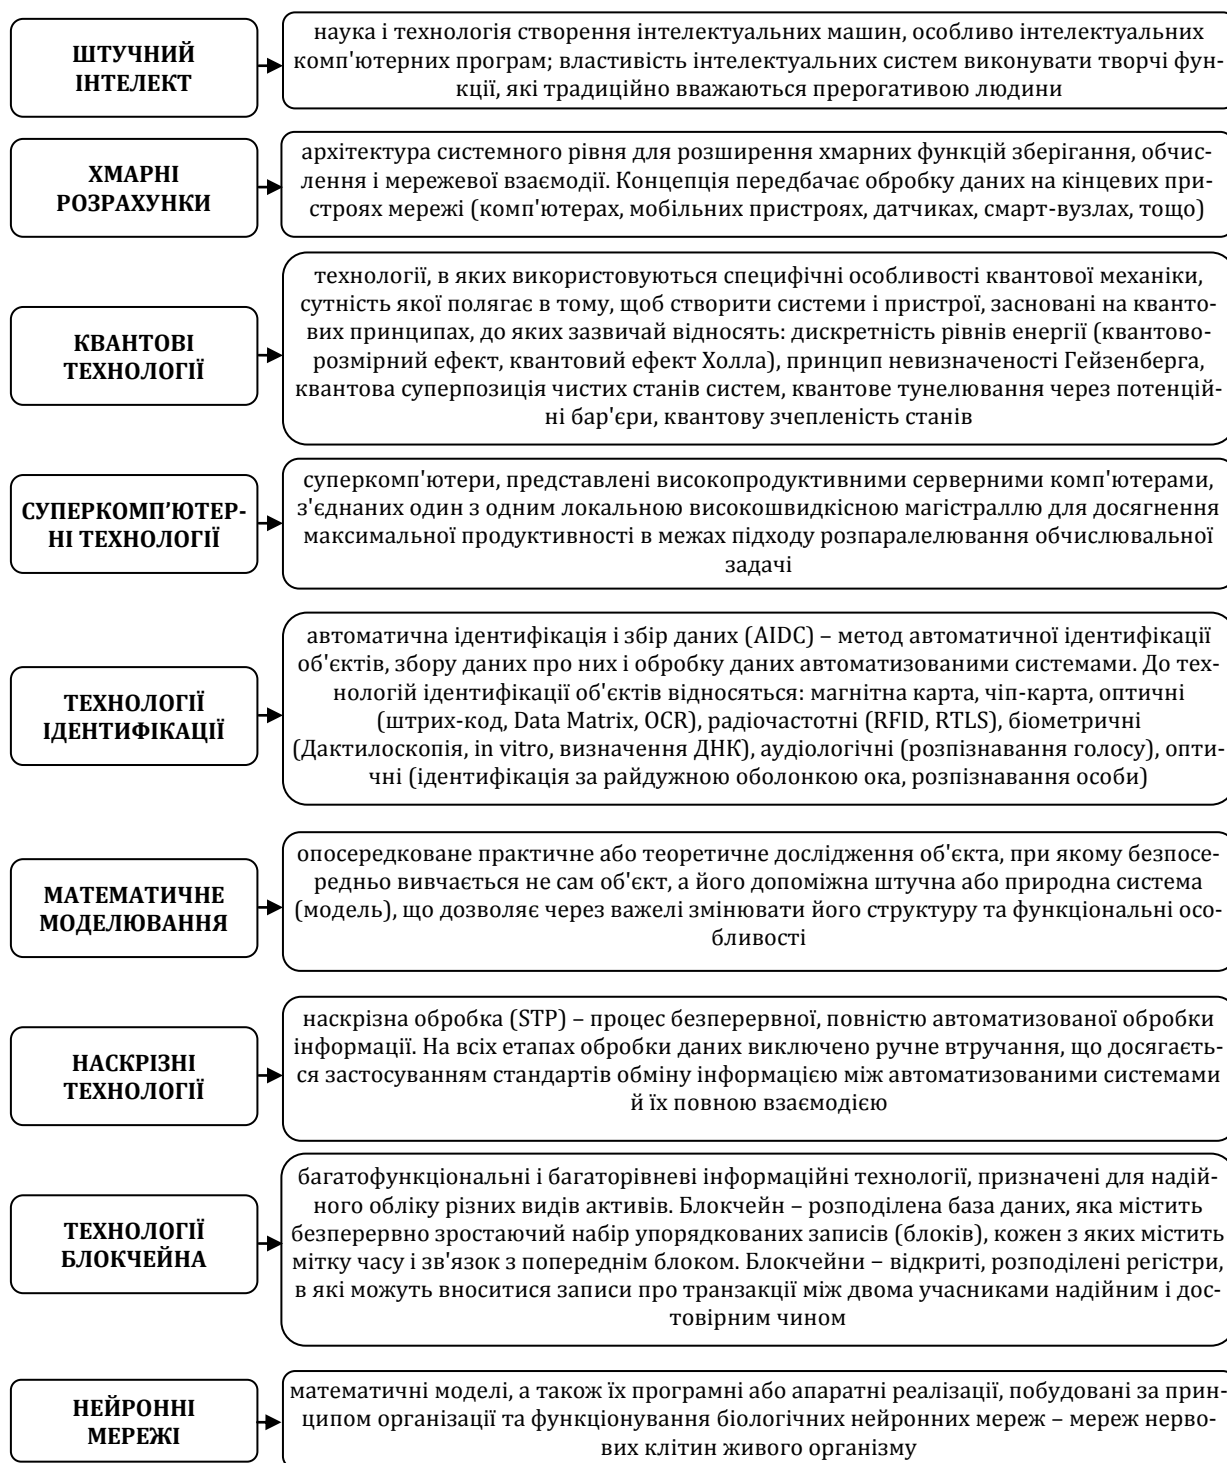 ШТУЧНИЙ
ІНТЕЛЕКТ
наука і технологія створення інтелектуальних машин, особливо інтелектуальних
комп'ютерних програм; властивість інтелектуальних систем виконувати творчі фун-
кції, які традиційно вважаються прерогативою людини
ХМАРНІ
РОЗРАХУНКИ
архітектура системного рівня для розширення хмарних функцій зберігання, обчис-
лення і мережевої взаємодії. Концепція передбачає обробку даних на кінцевих при-
строях мережі (комп'ютерах, мобільних пристроях, датчиках, смарт-вузлах, тощо)
КВАНТОВІ
ТЕХНОЛОГІЇ
технології, в яких використовуються специфічні особливості квантової механіки,
сутність якої полягає в тому, щоб створити системи і пристрої, засновані на кванто-
вих принципах, до яких зазвичай відносять: дискретність рівнів енергії (квантово-
розмірний ефект, квантовий ефект Холла), принцип невизначеності Гейзенберга,
квантова суперпозиція чистих станів систем, квантове тунелювання через потенцій-
ні бар'єри, квантову зчепленість станів
СУПЕРКОМП’ЮТЕР-
НІ ТЕХНОЛОГІЇ
суперкомп'ютери, представлені високопродуктивними серверними комп'ютерами,
з'єднаних один з одним локальною високошвидкісною магістраллю для досягнення
максимальної продуктивності в межах підходу розпаралелювання обчислювальної
задачі
ТЕХНОЛОГІЇ
ІДЕНТИФІКАЦІЇ
автоматична ідентифікація і збір даних (AIDC) – метод автоматичної ідентифікації
об'єктів, збору даних про них і обробку даних автоматизованими системами. До тех-
нологій ідентифікації об'єктів відносяться: магнітна карта, чіп-карта, оптичні
(штрих-код, Data Matrix, OCR), радіочастотні (RFID, RTLS), біометричні
(Дактилоскопія, in vitro, визначення ДНК), аудіологічні (розпізнавання голосу), опти-
чні (ідентифікація за райдужною оболонкою ока, розпізнавання особи)
МАТЕМАТИЧНЕ
МОДЕЛЮВАННЯ
опосередковане практичне або теоретичне дослідження об'єкта, при якому безпосе-
редньо вивчається не сам об'єкт, а його допоміжна штучна або природна система
(модель), що дозволяє через важелі змінювати його структуру та функціональні осо-
бливості
НАСКРІЗНІ
ТЕХНОЛОГІЇ
наскрізна обробка (STP) – процес безперервної, повністю автоматизованої обробки
інформації. На всіх етапах обробки даних виключено ручне втручання, що досягаєть-
ся застосуванням стандартів обміну інформацією між автоматизованими системами
й їх повною взаємодією
ТЕХНОЛОГІЇ
БЛОКЧЕЙНА
багатофункціональні і багаторівневі інформаційні технології, призначені для надій-
ного обліку різних видів активів. Блокчейн – розподілена база даних, яка містить
безперервно зростаючий набір упорядкованих записів (блоків), кожен з яких містить
мітку часу і зв'язок з попереднім блоком. Блокчейни – відкриті, розподілені регістри,
в які можуть вноситися записи про транзакції між двома учасниками надійним і дос-
товірним чином
НЕЙРОННІ
МЕРЕЖІ
математичні моделі, а також їх програмні або апаратні реалізації, побудовані за прин-
ципом організації та функціонування біологічних нейронних мереж – мереж нерво-
вих клітин живого організму